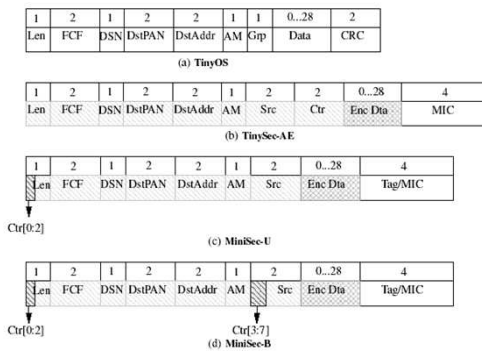 1 2 1 2 2 1 1 0...28 2
Len FCF DSN DstPAN DstAddr AM Grp Data CRC
(a) TinyOS
1 2 1 2 2 1 2 2 0...28 4
Len FCF DSN DstPAN DstAddr AM Src Ctr Enc Dta MIC
(b) TinySec-AE
1 2 1 2 2 1 2 0...28 4
Len FCF DSN DstPAN DstAddr AM Src Enc Dta Tag/MIC
Ctr[0:2]
(c) MiniSec-U
1 2 1 2 2 1 2 0...28 4
Len FCF DSN DstPAN DstAddr AM Src Enc Dta Tag/MIC
Ctr[0:2] Ctr[3:7]
(d) MiniSec-B